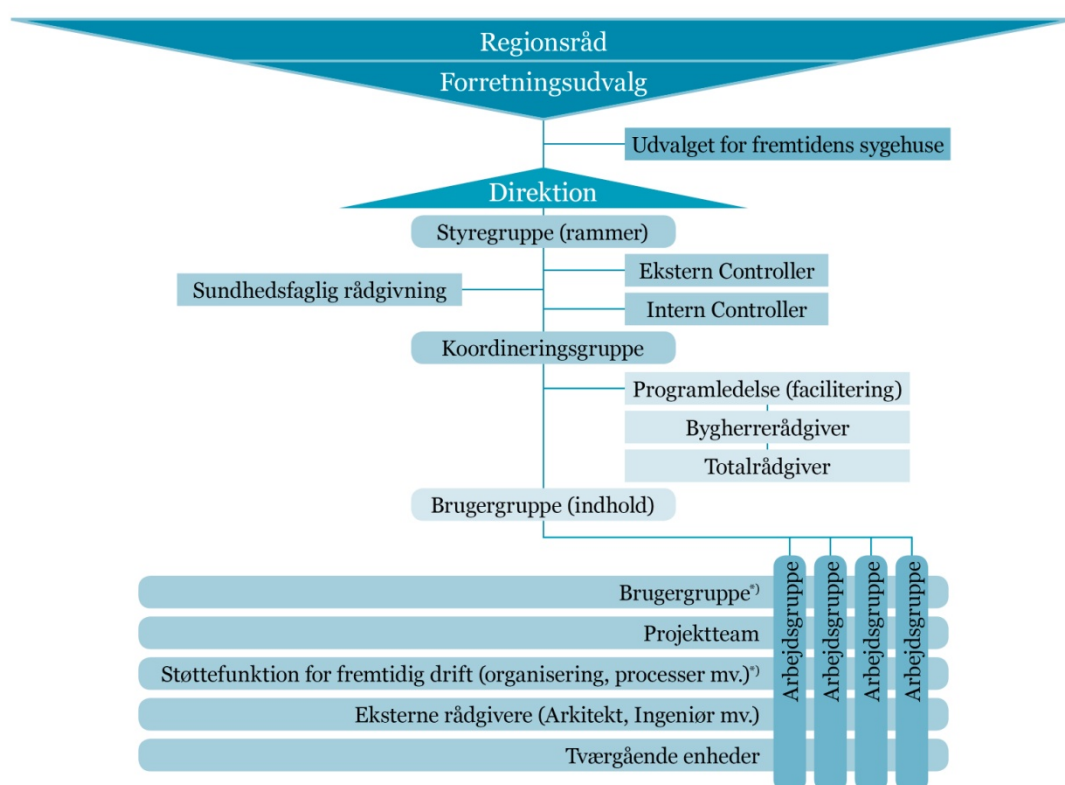 Regionsråd
Forretningsudvalg
Udvalget for fremtidens sygehuse
Direktion
Styregruppe (rammer)
Ekstern Controller
Sundhedsfaglig rådgivning
Intern Controller
Koordineringsgruppe
Programledelse (facilitering)
Bygherrerådgiver
Totalrådgiver
Brugergruppe (indhold)
Arbejdsgruppe
Arbejdsgruppe
Arbejdsgruppe
Arbejdsgruppe
Brugergruppe*)
Projektteam
Støttefunktion for fremtidig drift (organisering, processer mv.)*)
Eksterne rådgivere (Arkitekt, Ingeniør mv.)
Tværgående enheder